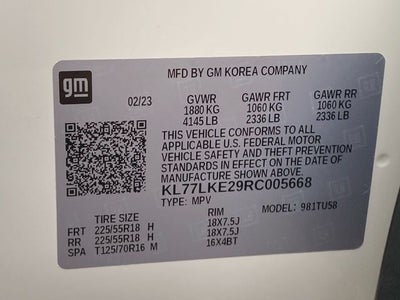 gm
MFD BY GM KOREA COMPANY
02/23 GVWR GAWR FRT GAWR RR
1880 KG 1060 KG 1060 KG
4145 LB 2336 LB 2336 LB
THIS VEHICLE CONFORMS TO ALL
APPLICABLE U.S. FEDERAL MOTOR
VEHICLE SAFETY AND THEFT PREVENTION
STANDARDS IN EFFECT ON THE DATE OF
MANUFACTURE SHOWN ABOVE.
KL77LKE29RC005668
TYPE: MPV MODEL: 981TU58
TIRE SIZE RIM
FRT 225/55R18 H 18X7.5J
RR 225/55R18 H 18X7.5J
T125/70R16 M 16X4BT